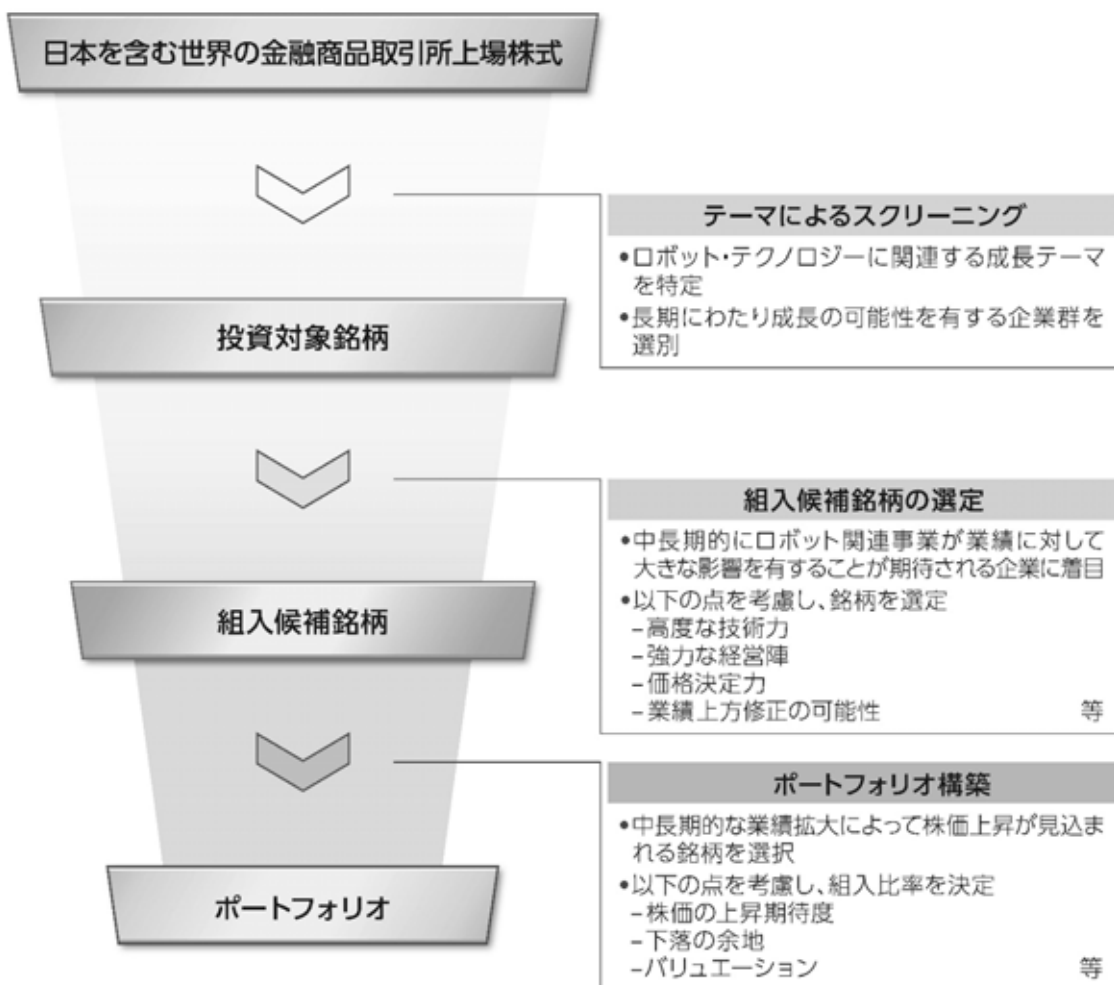 日本を含む世界の金融商品取引所上場株式
テーマによるスクリーニング
•ロボット・テクノロジーに関連する成長テーマ
を特定
•長期にわたり成長の可能性を有する企業群を
選別
投資対象銘柄
組入候補銘柄の選定
•中長期的にロボット関連事業が業績に対して
大きな影響を有することが期待される企業に着目
•以下の点を考慮し、銘柄を選定
–高度な技術力
–強力な経営陣
–価格決定力
–業績上方修正の可能性 等
組入候補銘柄
ポートフォリオ構築
•中長期的な業績拡大によって株価上昇が見込ま
れる銘柄を選択
•以下の点を考慮し、組入比率を決定
–株価の上昇期待度
–下落の余地
–バリュエーション 等
ポートフォリオ